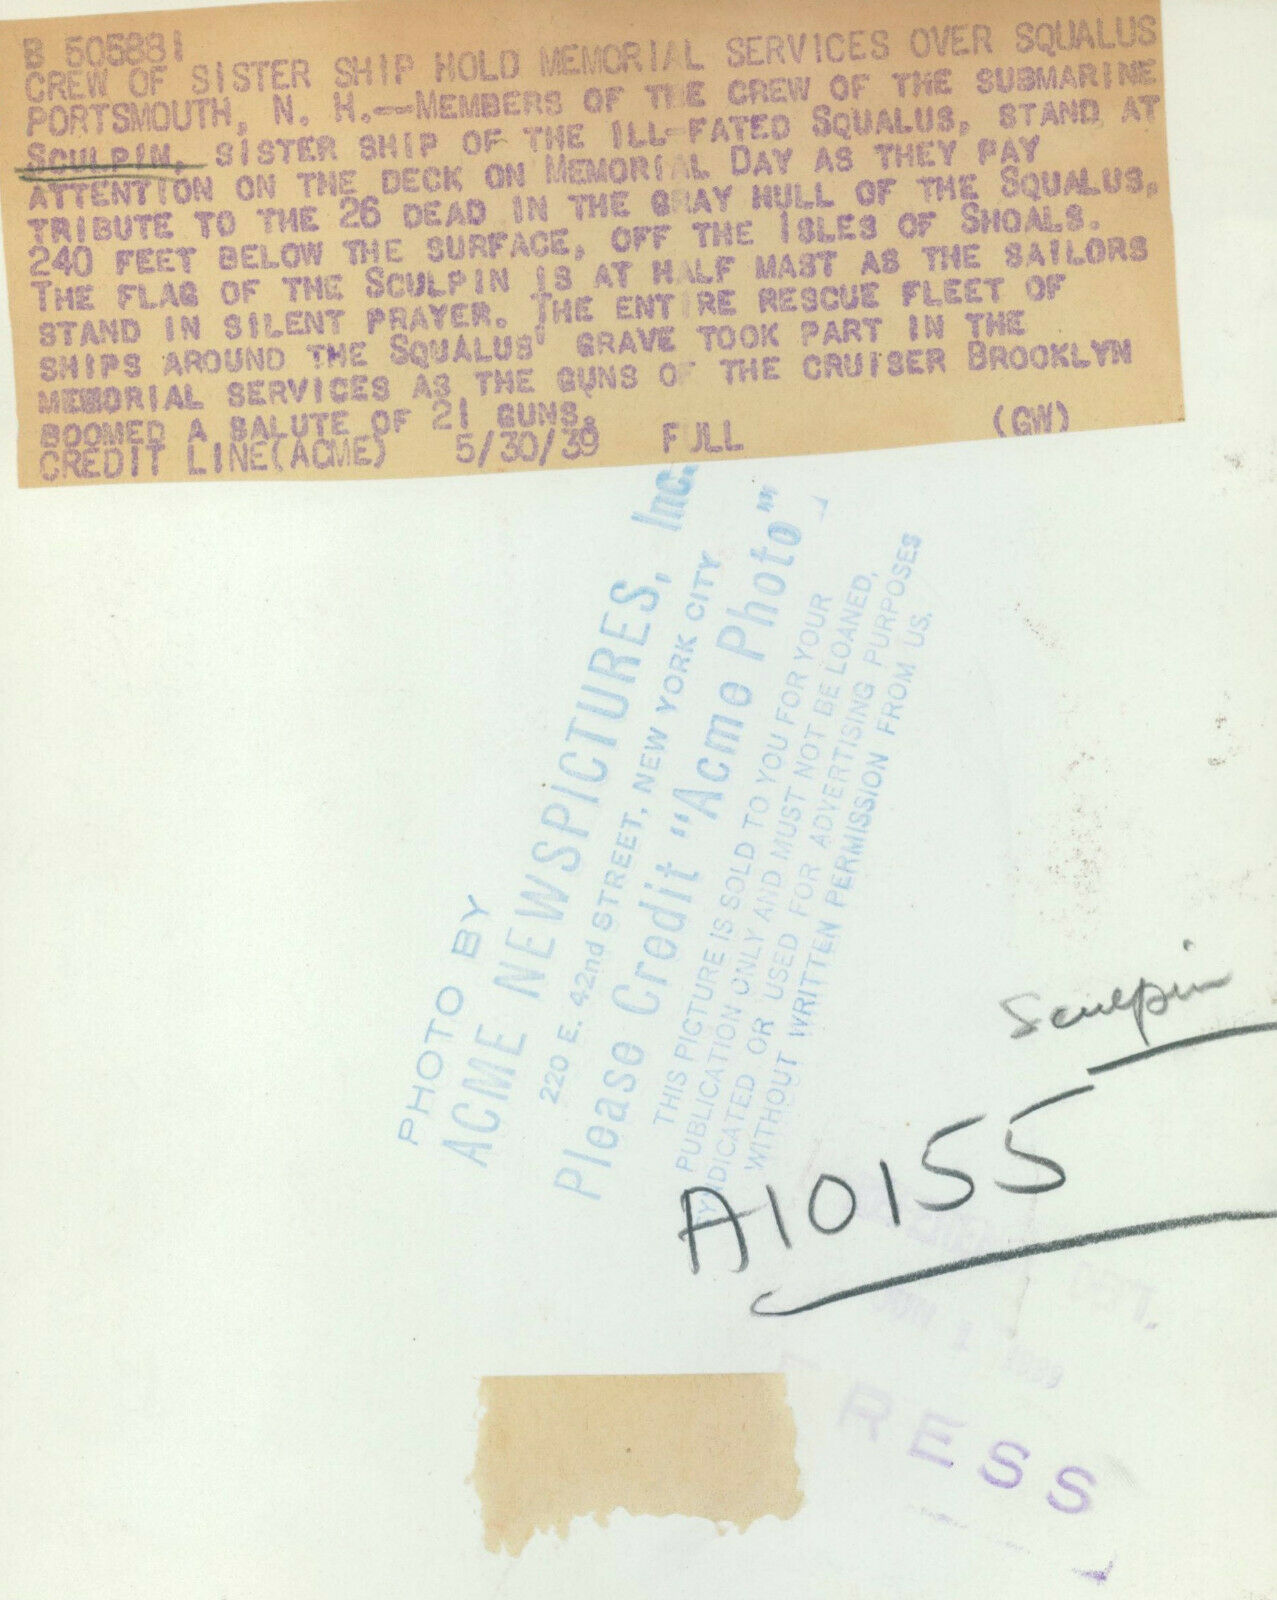 B 505881
CREW OF SISTER SHIP HOLD MEMORIAL SERVICES OVER SQUALUS
PORTSMOUTH, N. H.--MEMBERS OF THE CREW OF THE SUBMARINE
SCULPIN, SISTER SHIP OF THE ILL-FATED SQUALUS, STAND AT
ATTENTION ON THE DECK ON MEMORIAL DAY AS THEY PAY
TRIBUTE TO THE 26 DEAD IN THE GRAY HULL OF THE SQUALUS,
240 FEET BELOW THE SURFACE, OFF THE ISLES OF SHOALS.
THE FLAG OF THE SCULPIN IS AT HALF MAST AS THE SAILORS
STAND IN SILENT PRAYER. THE ENTIRE RESCUE FLEET OF
SHIPS AROUND THE SQUALUS' GRAVE TOOK PART IN THE
MEMORIAL SERVICES AS THE GUNS OF THE CRUISER BROOKLYN
BOOMED A SALUTE OF 21 GUNS.
CREDIT LINE(ACME) 5/30/39 FULL (GW)
PHOTO BY
ACME NEWSPICTURES, Inc.
220 E. 42nd STREET, NEW YORK CITY
Please Credit "Acme Photo"
THIS PICTURE IS SOLD TO YOU FOR YOUR
PUBLICATION ONLY AND MUST NOT BE LOANED,
SYNDICATED OR USED FOR ADVERTISING PURPOSES
WITHOUT WRITTEN PERMISSION FROM US.
Sculpin
A10155
DEPT.
JUN 1 1939
RESS